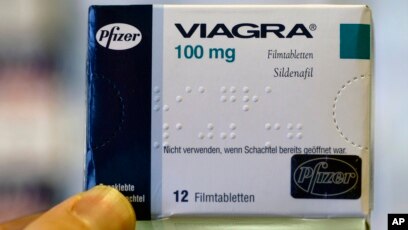 Pfizer
VIAGRA®
100 mg
Filmtabletten
Sildenafil
Nicht verwenden, wenn Schachtel bereits geöffnet war.
Pfizer
12 Filmtabletten
AP